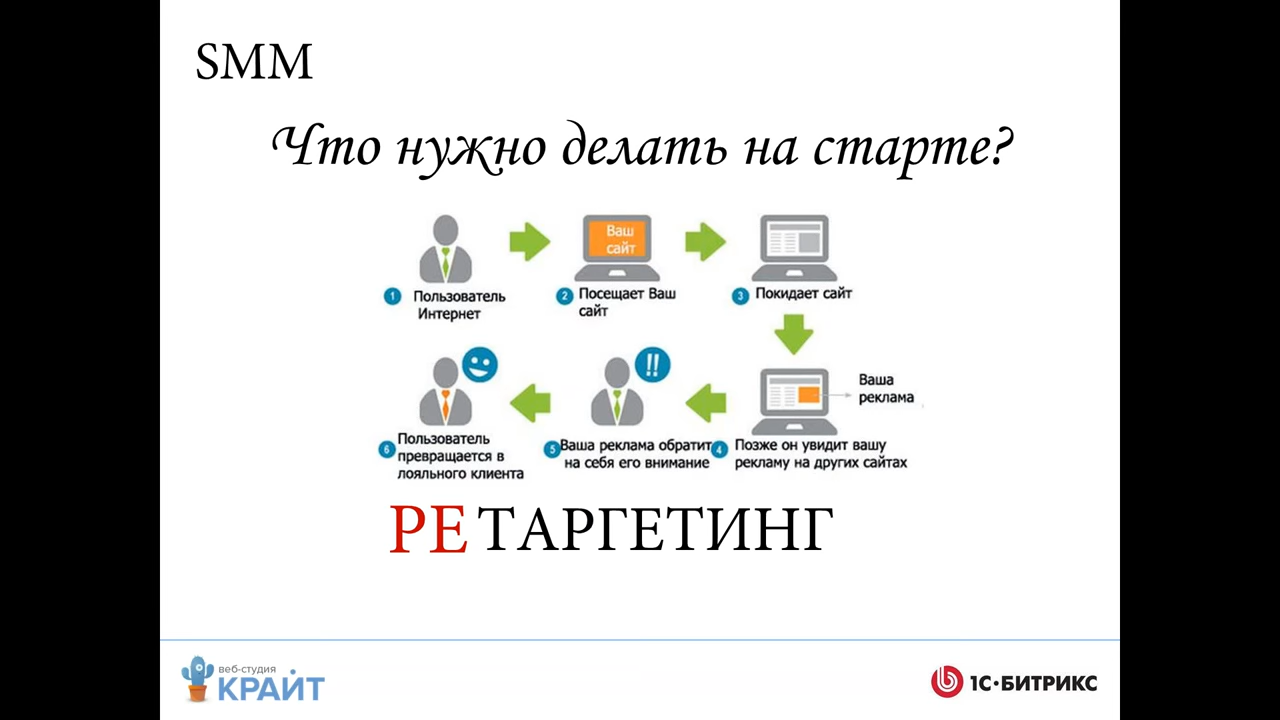 SMM
Что нужно делать на старте?
Ваш
сайт
1 Пользователь
Интернет
2 Посещает Ваш
сайт
3 Покидает сайт
!!
Ваша
реклама
6 Пользователь
превращается в
лояльного клиента
5 Ваша реклама обратит
на себя его внимание
4 Позже он увидит вашу
рекламу на других сайтах
РЕТАРГЕТИНГ
веб-студия
КРАЙТ
1С·БИТРИКС